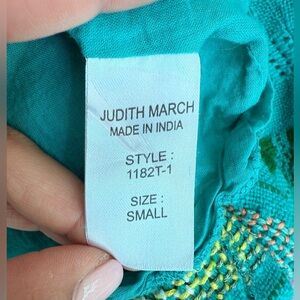 JUDITH MARCH
MADE IN INDIA
STYLE :
1182T-1
SIZE :
SMALL